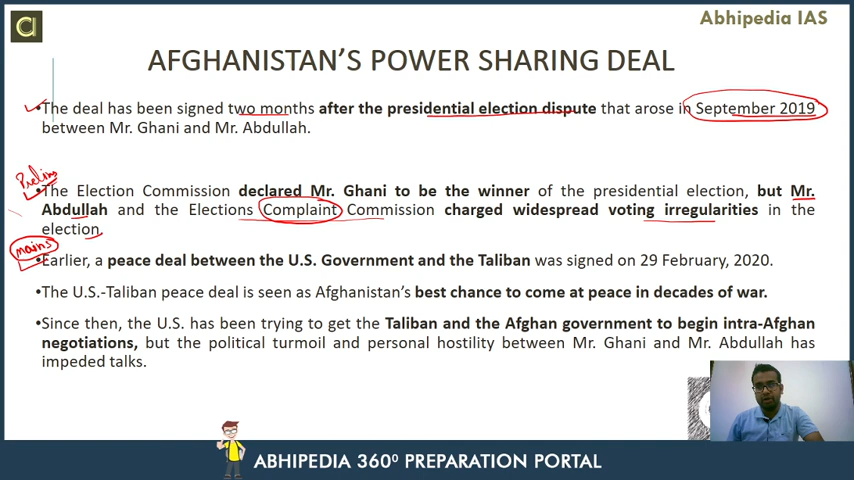 Abhipedia IAS
AFGHANISTAN'S POWER SHARING DEAL
•The deal has been signed two months after the presidential election dispute that arose in September 2019
between Mr. Ghani and Mr. Abdullah.
Prelims
•The Election Commission declared Mr. Ghani to be the winner of the presidential election, but Mr.
Abdullah and the Elections Complaint Commission charged widespread voting irregularities in the
election.
mains
•Earlier, a peace deal between the U.S. Government and the Taliban was signed on 29 February, 2020.
•The U.S.-Taliban peace deal is seen as Afghanistan's best chance to come at peace in decades of war.
•Since then, the U.S. has been trying to get the Taliban and the Afghan government to begin intra-Afghan
negotiations, but the political turmoil and personal hostility between Mr. Ghani and Mr. Abdullah has
impeded talks.
ABHIPEDIA 360⁰ PREPARATION PORTAL